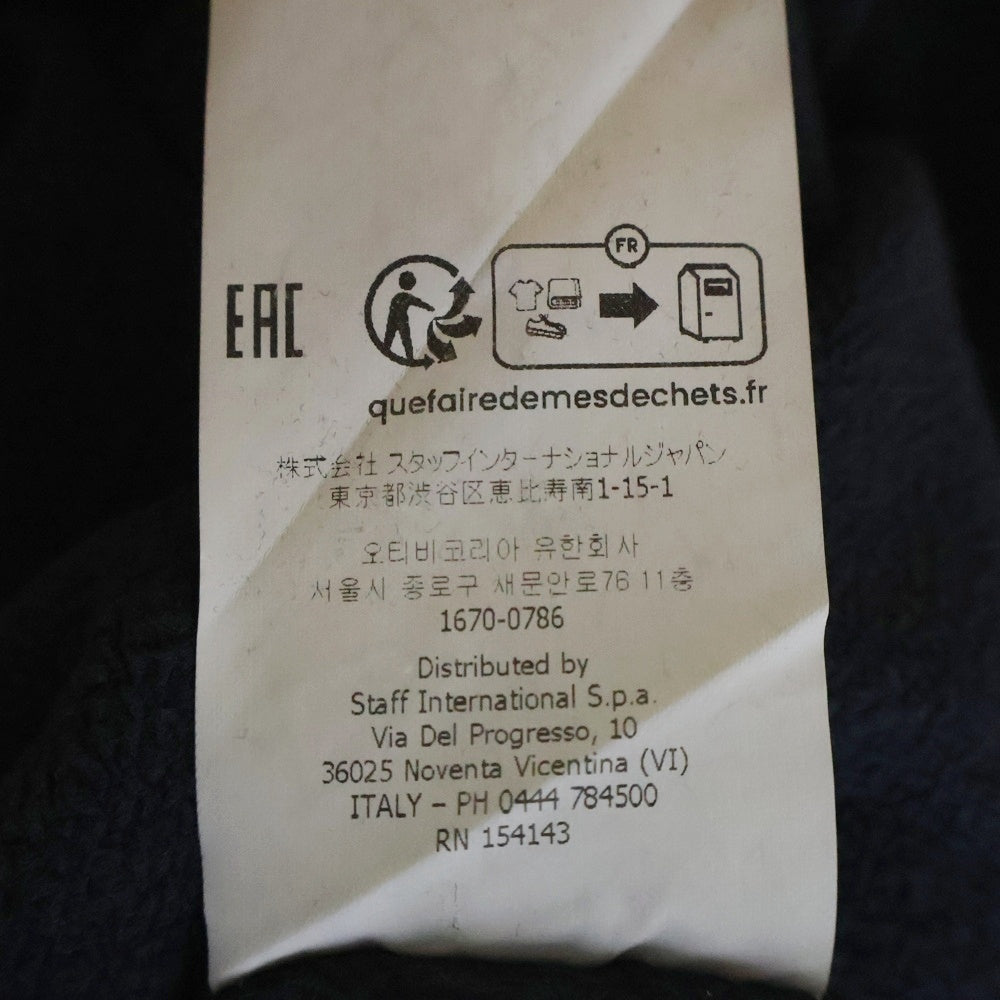 FR
EAC
quefairedemesdechets.fr
株式会社 スタッフインターナショナルジャパン
東京都渋谷区恵比寿南1-15-1
오티비코리아 유한회사
서울시 종로구 새문안로76 11층
1670-0786
Distributed by
Staff International S.p.a.
Via Del Progresso, 10
36025 Noventa Vicentina (VI)
ITALY – PH 0444 784500
RN 154143